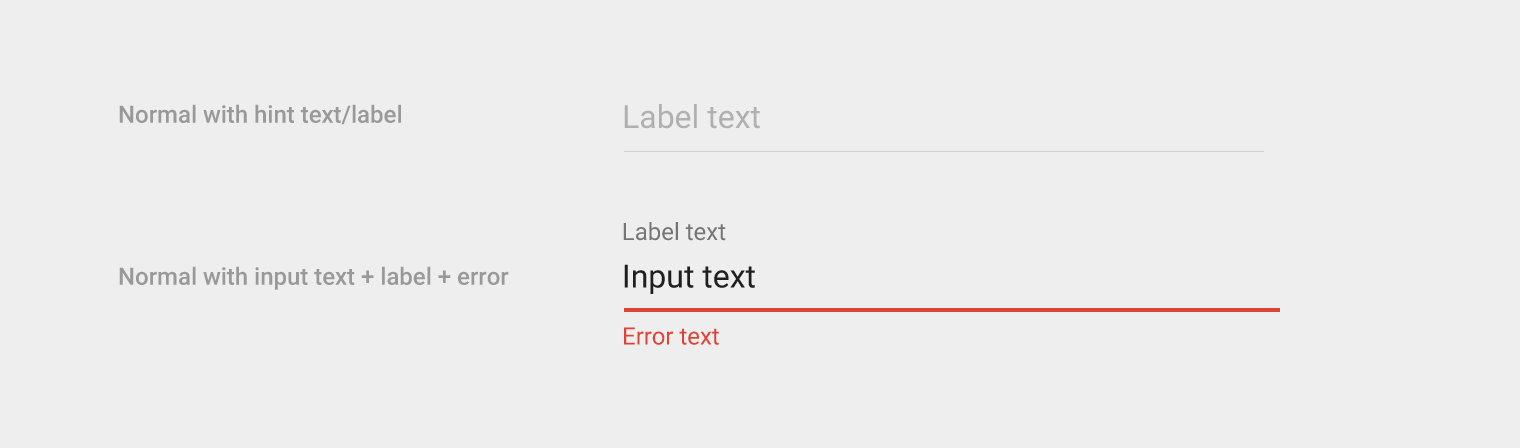 Normal with hint text/label
Label text
Label text
Normal with input text + label + error
Input text
Error text